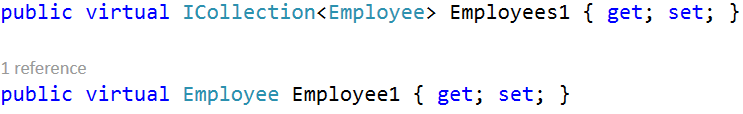 public virtual ICollection<Employee> Employees1 { get; set; }
1 reference
public virtual Employee Employee1 { get; set; }